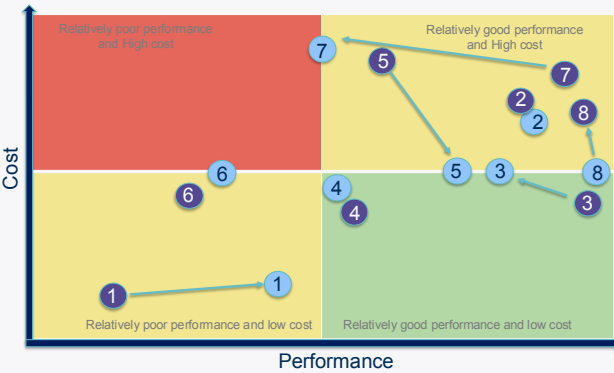 Relatively poor performance
and High cost
Relatively good performance
and High cost
7
5
7
2
8
2
6
5
3
8
6
4
4
3
1
1
Relatively poor performance and low cost
Relatively good performance and low cost
Cost
Performance